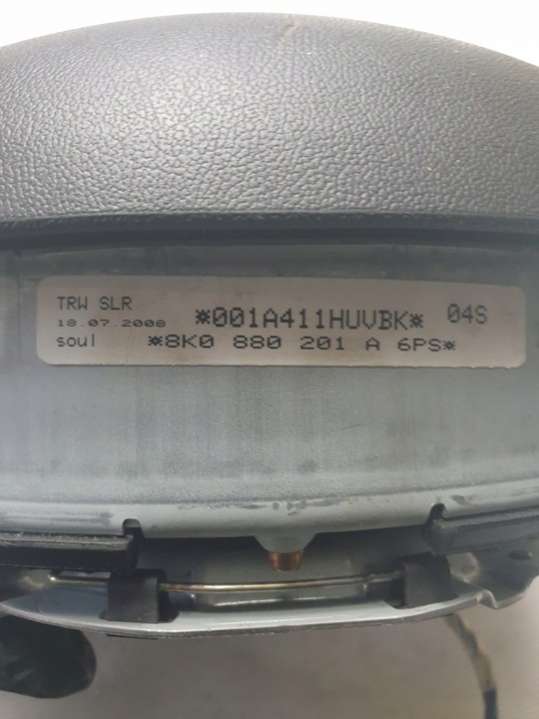 TRW SLR
18.07.2008 *001A411HUVBK* 04S
soul *8K0 880 201 A 6PS*